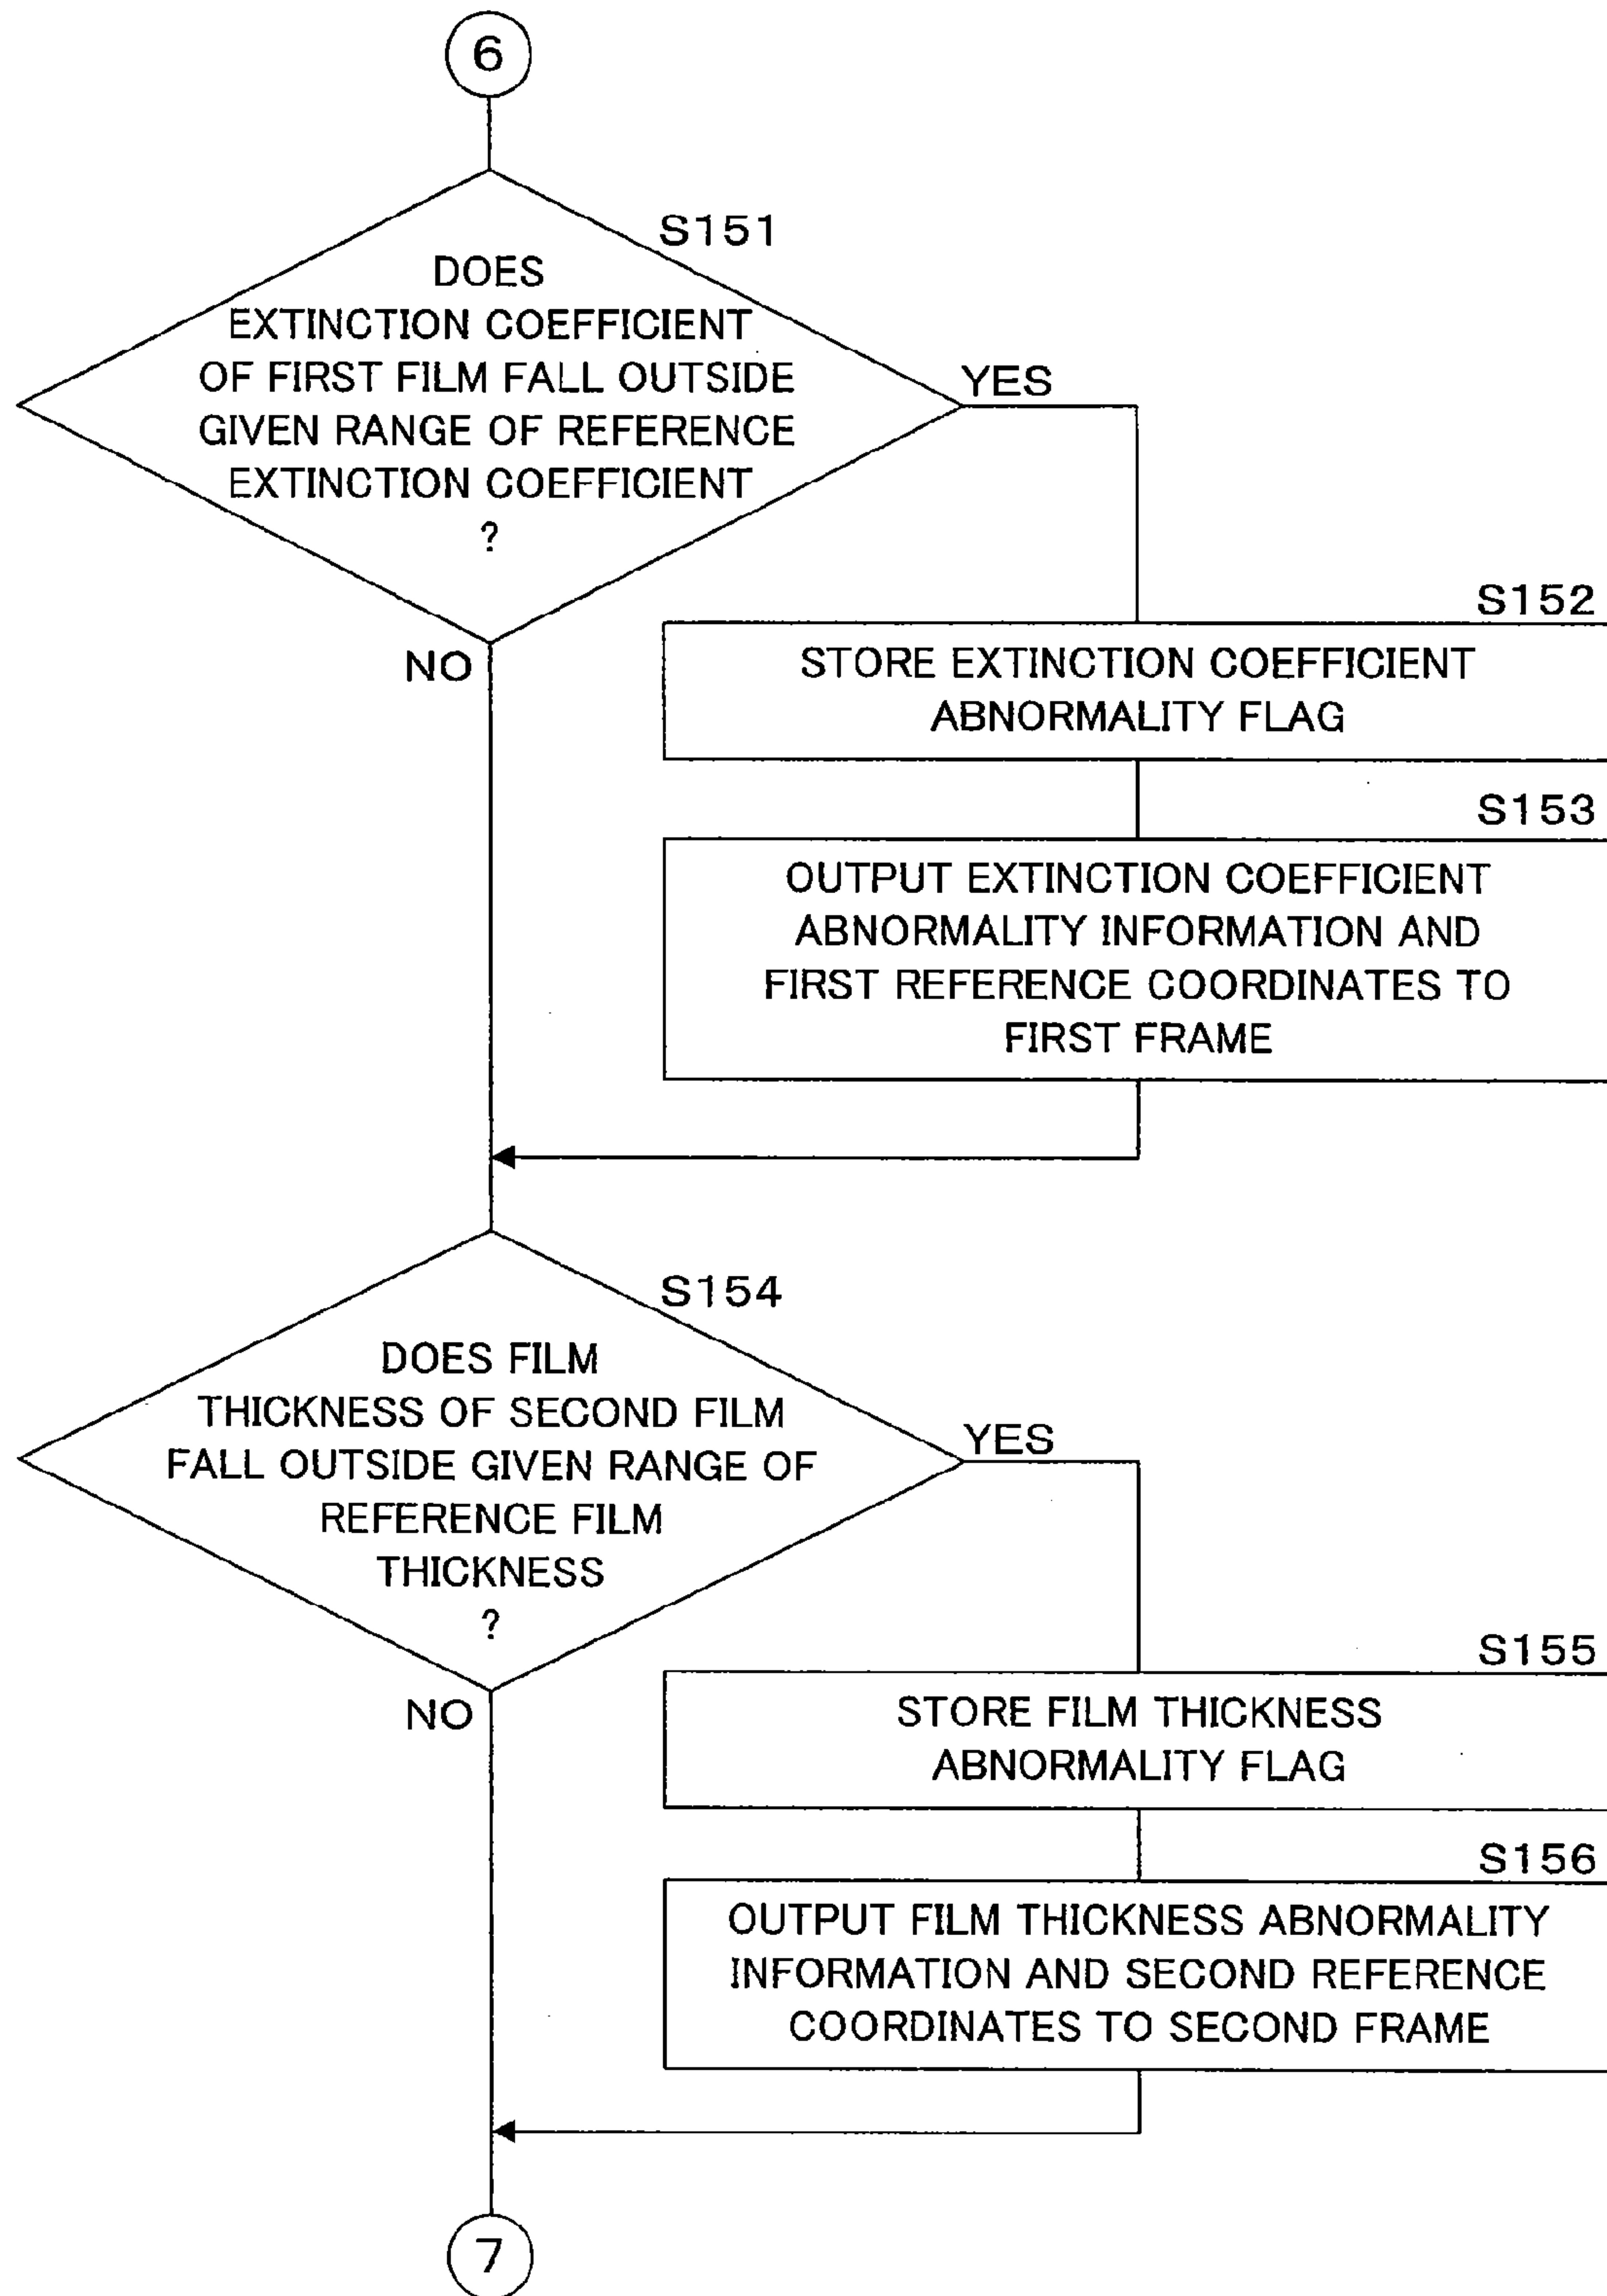 6
S151
DOES
EXTINCTION COEFFICIENT
OF FIRST FILM FALL OUTSIDE
GIVEN RANGE OF REFERENCE
EXTINCTION COEFFICIENT
?
YES
NO
S152
STORE EXTINCTION COEFFICIENT
ABNORMALITY FLAG
S153
OUTPUT EXTINCTION COEFFICIENT
ABNORMALITY INFORMATION AND
FIRST REFERENCE COORDINATES TO
FIRST FRAME
S154
DOES FILM
THICKNESS OF SECOND FILM
FALL OUTSIDE GIVEN RANGE OF
REFERENCE FILM
THICKNESS
?
YES
NO
S155
STORE FILM THICKNESS
ABNORMALITY FLAG
S156
OUTPUT FILM THICKNESS ABNORMALITY
INFORMATION AND SECOND REFERENCE
COORDINATES TO SECOND FRAME
7